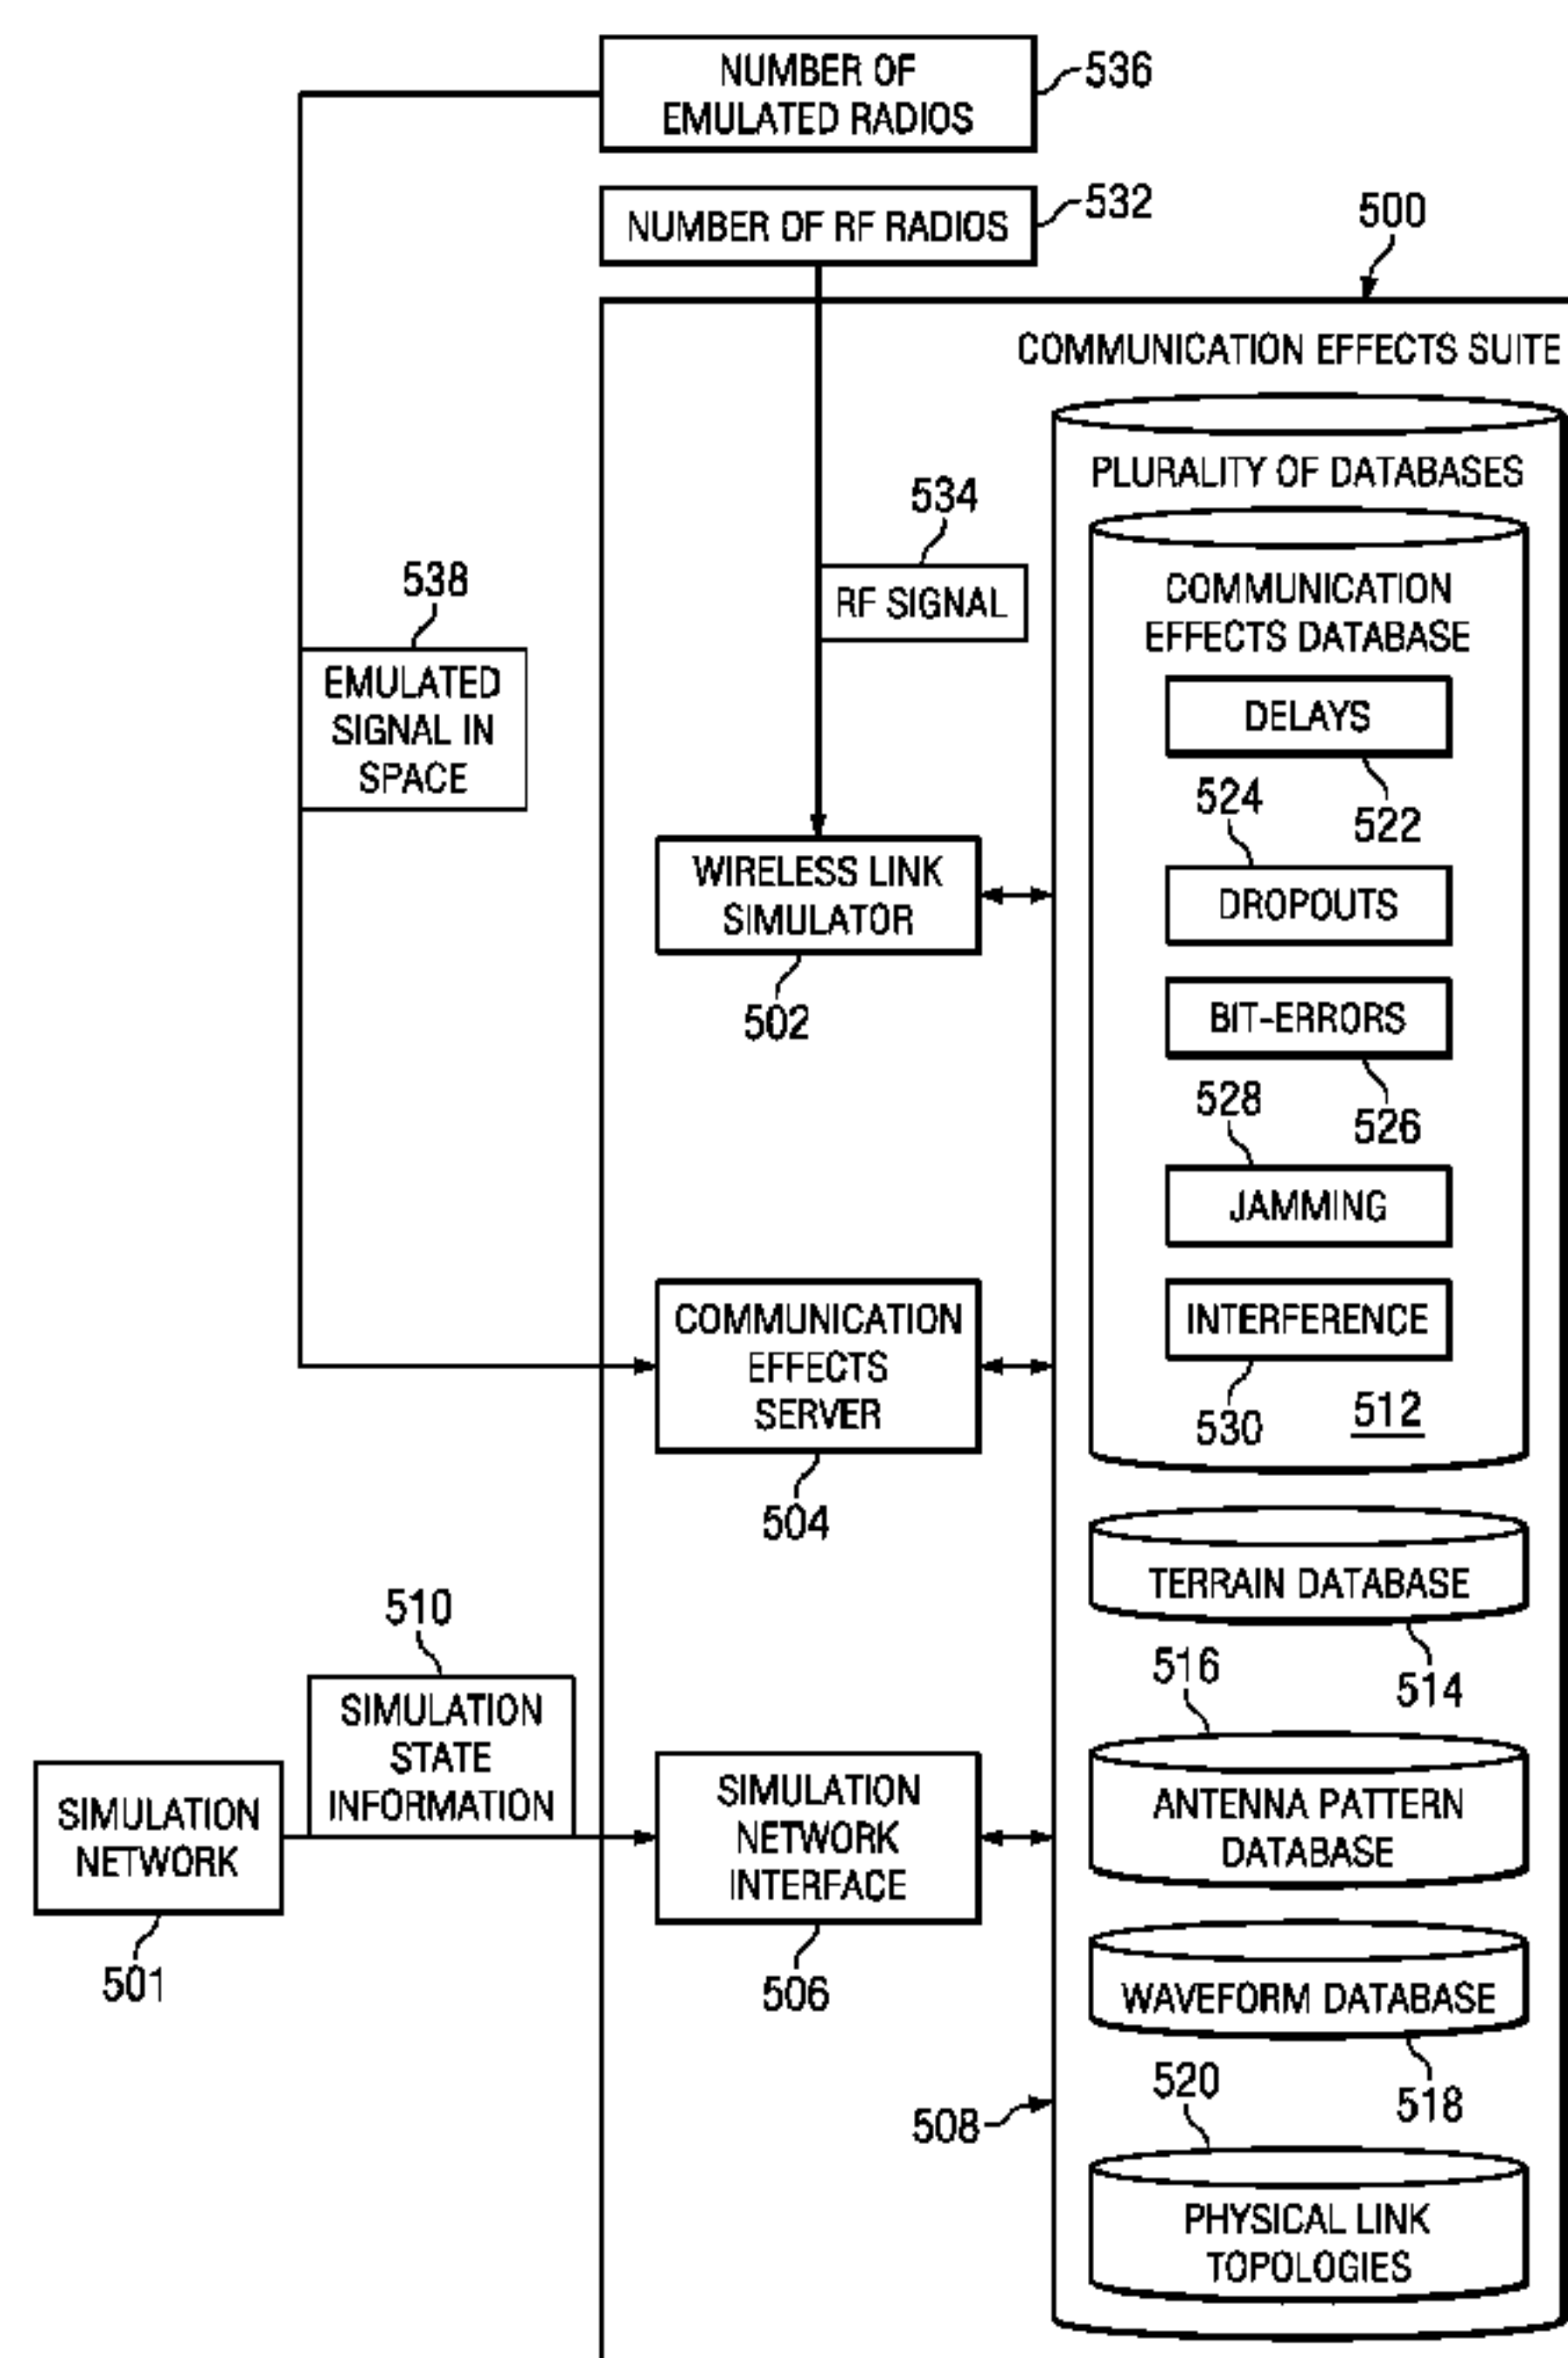 NUMBER OF
EMULATED RADIOS
536
NUMBER OF RF RADIOS
532
500
COMMUNICATION EFFECTS SUITE
PLURALITY OF DATABASES
534
RF SIGNAL
538
EMULATED
SIGNAL IN
SPACE
COMMUNICATION
EFFECTS DATABASE
DELAYS
522
524
DROPOUTS
WIRELESS LINK
SIMULATOR
502
BIT-ERRORS
526
528
JAMMING
INTERFERENCE
530
512
COMMUNICATION
EFFECTS
SERVER
504
TERRAIN DATABASE
514
510
SIMULATION
STATE
INFORMATION
SIMULATION
NETWORK
501
SIMULATION
NETWORK
INTERFACE
506
516
ANTENNA PATTERN
DATABASE
WAVEFORM DATABASE
518
508
520
PHYSICAL LINK
TOPOLOGIES